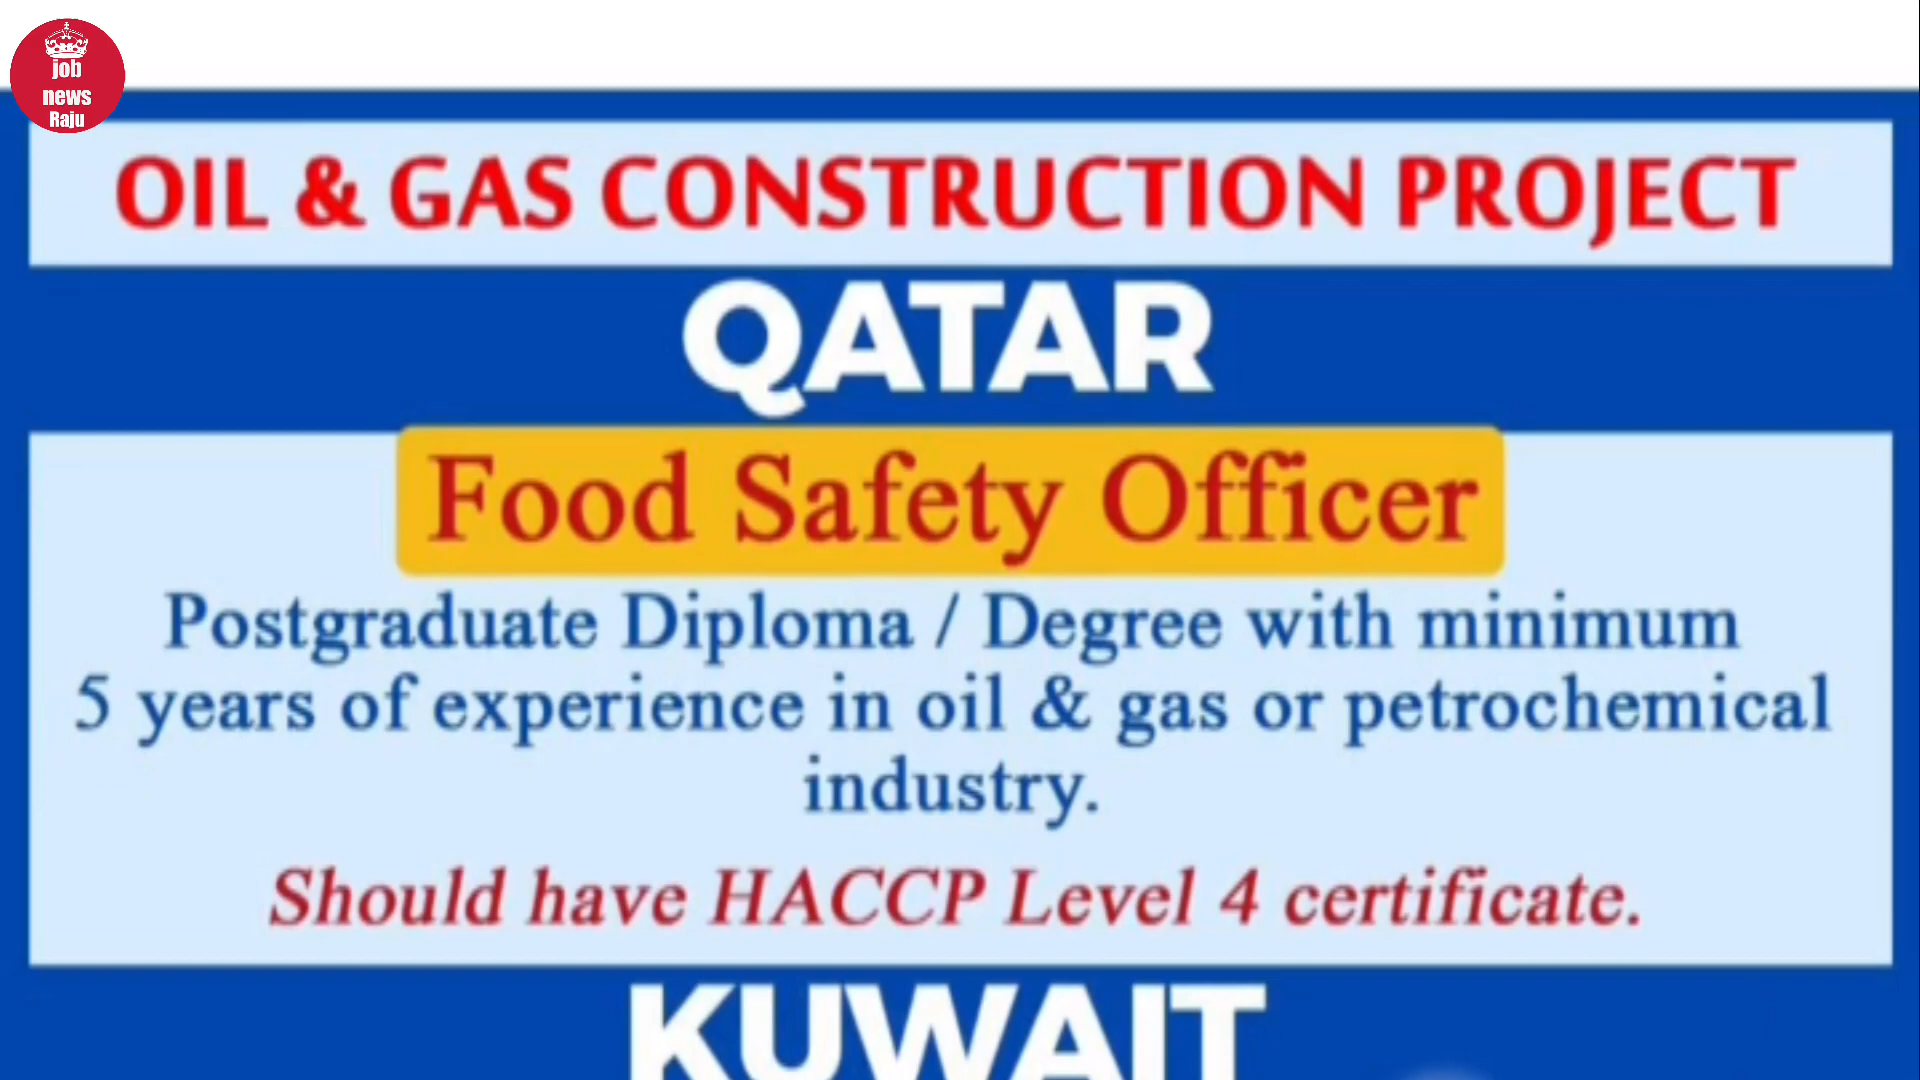 job
news
Raju
OIL & GAS CONSTRUCTION PROJECT
QATAR
Food Safety Officer
Postgraduate Diploma / Degree with minimum
5 years of experience in oil & gas or petrochemical
industry.
Should have HACCP Level 4 certificate.
KUWAIT